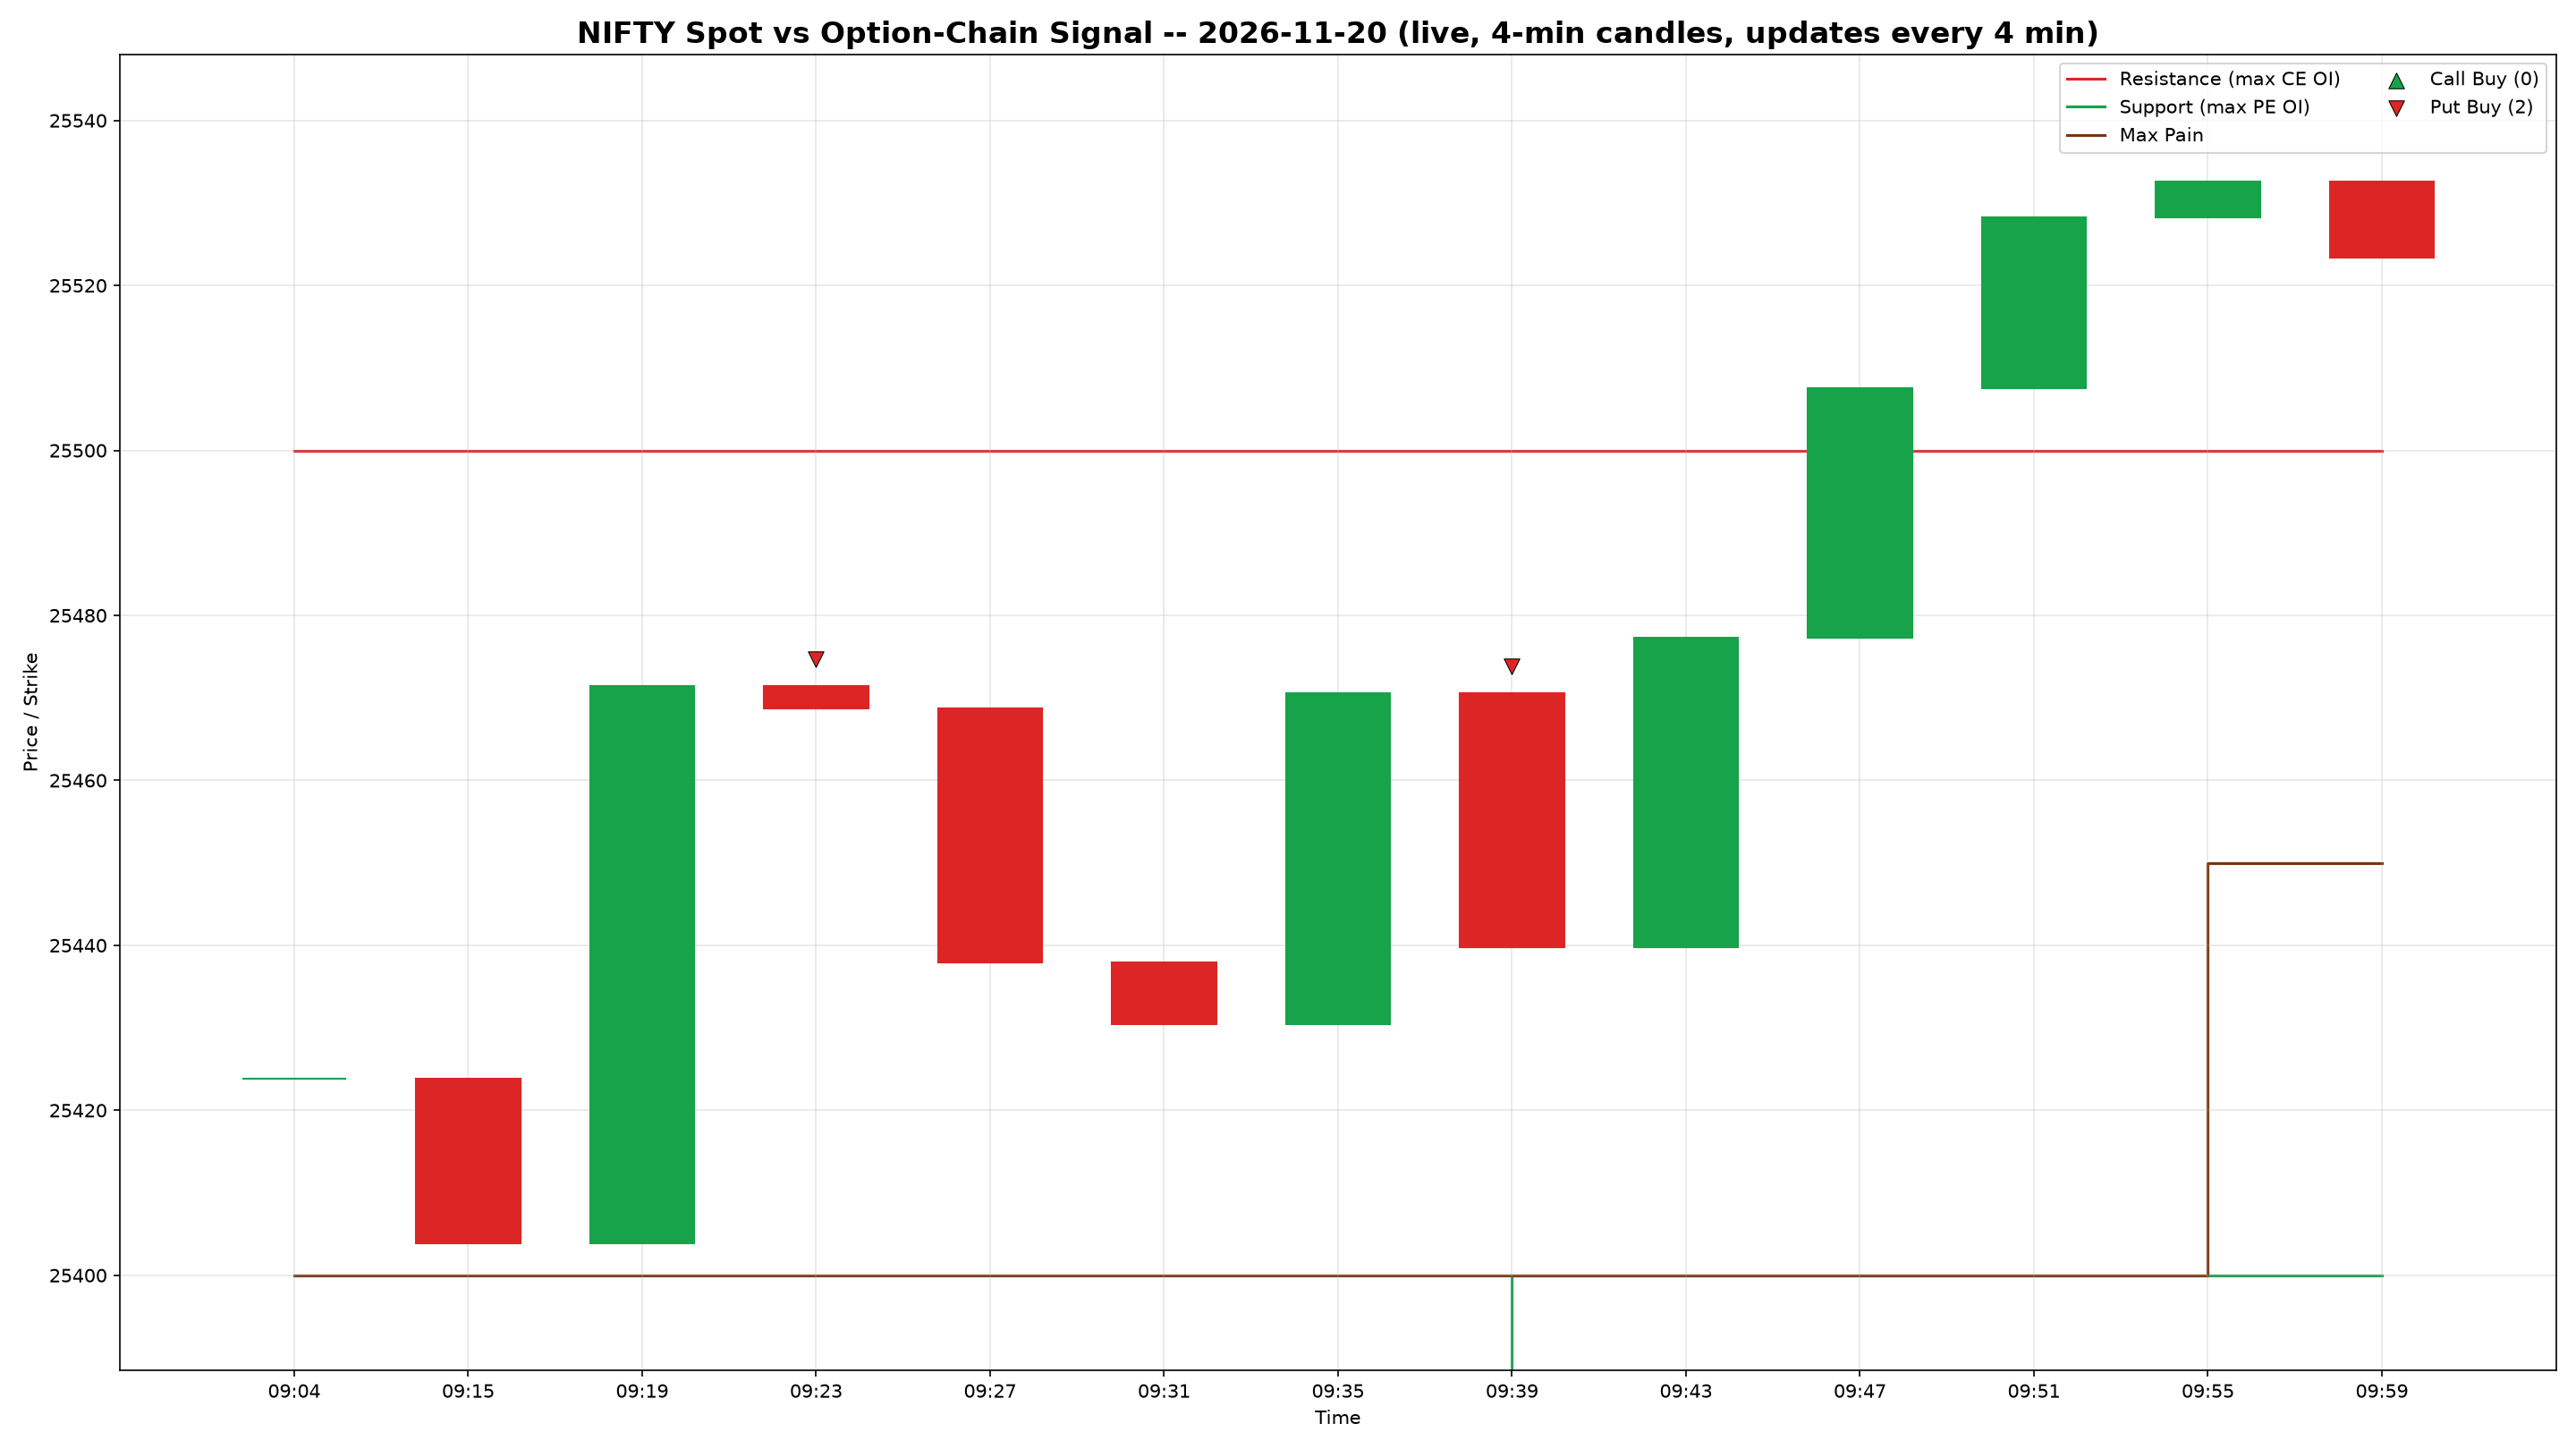 NIFTY Spot vs Option-Chain Signal -- 2026-11-20 (live, 4-min candles, updates every 4 min)
Resistance (max CE OI)
Support (max PE OI)
Max Pain
Call Buy (0)
Put Buy (2)
Price / Strike
25540
25520
25500
25480
25460
25440
25420
25400
09:04 09:15 09:19 09:23 09:27 09:31 09:35 09:39 09:43 09:47 09:51 09:55 09:59
Time